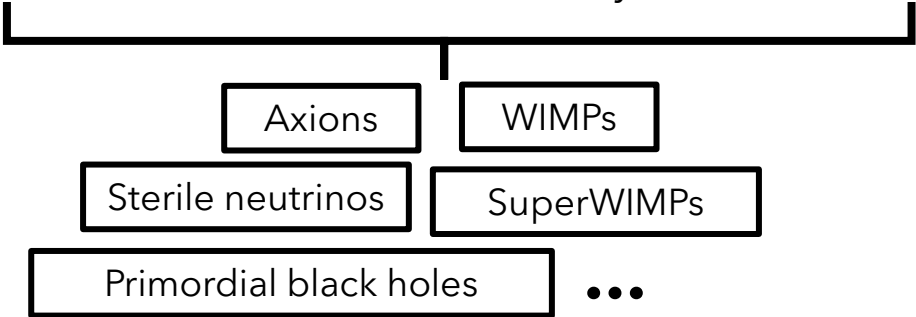 Axions
WIMPs
Sterile neutrinos
SuperWIMPs
Primordial black holes
...